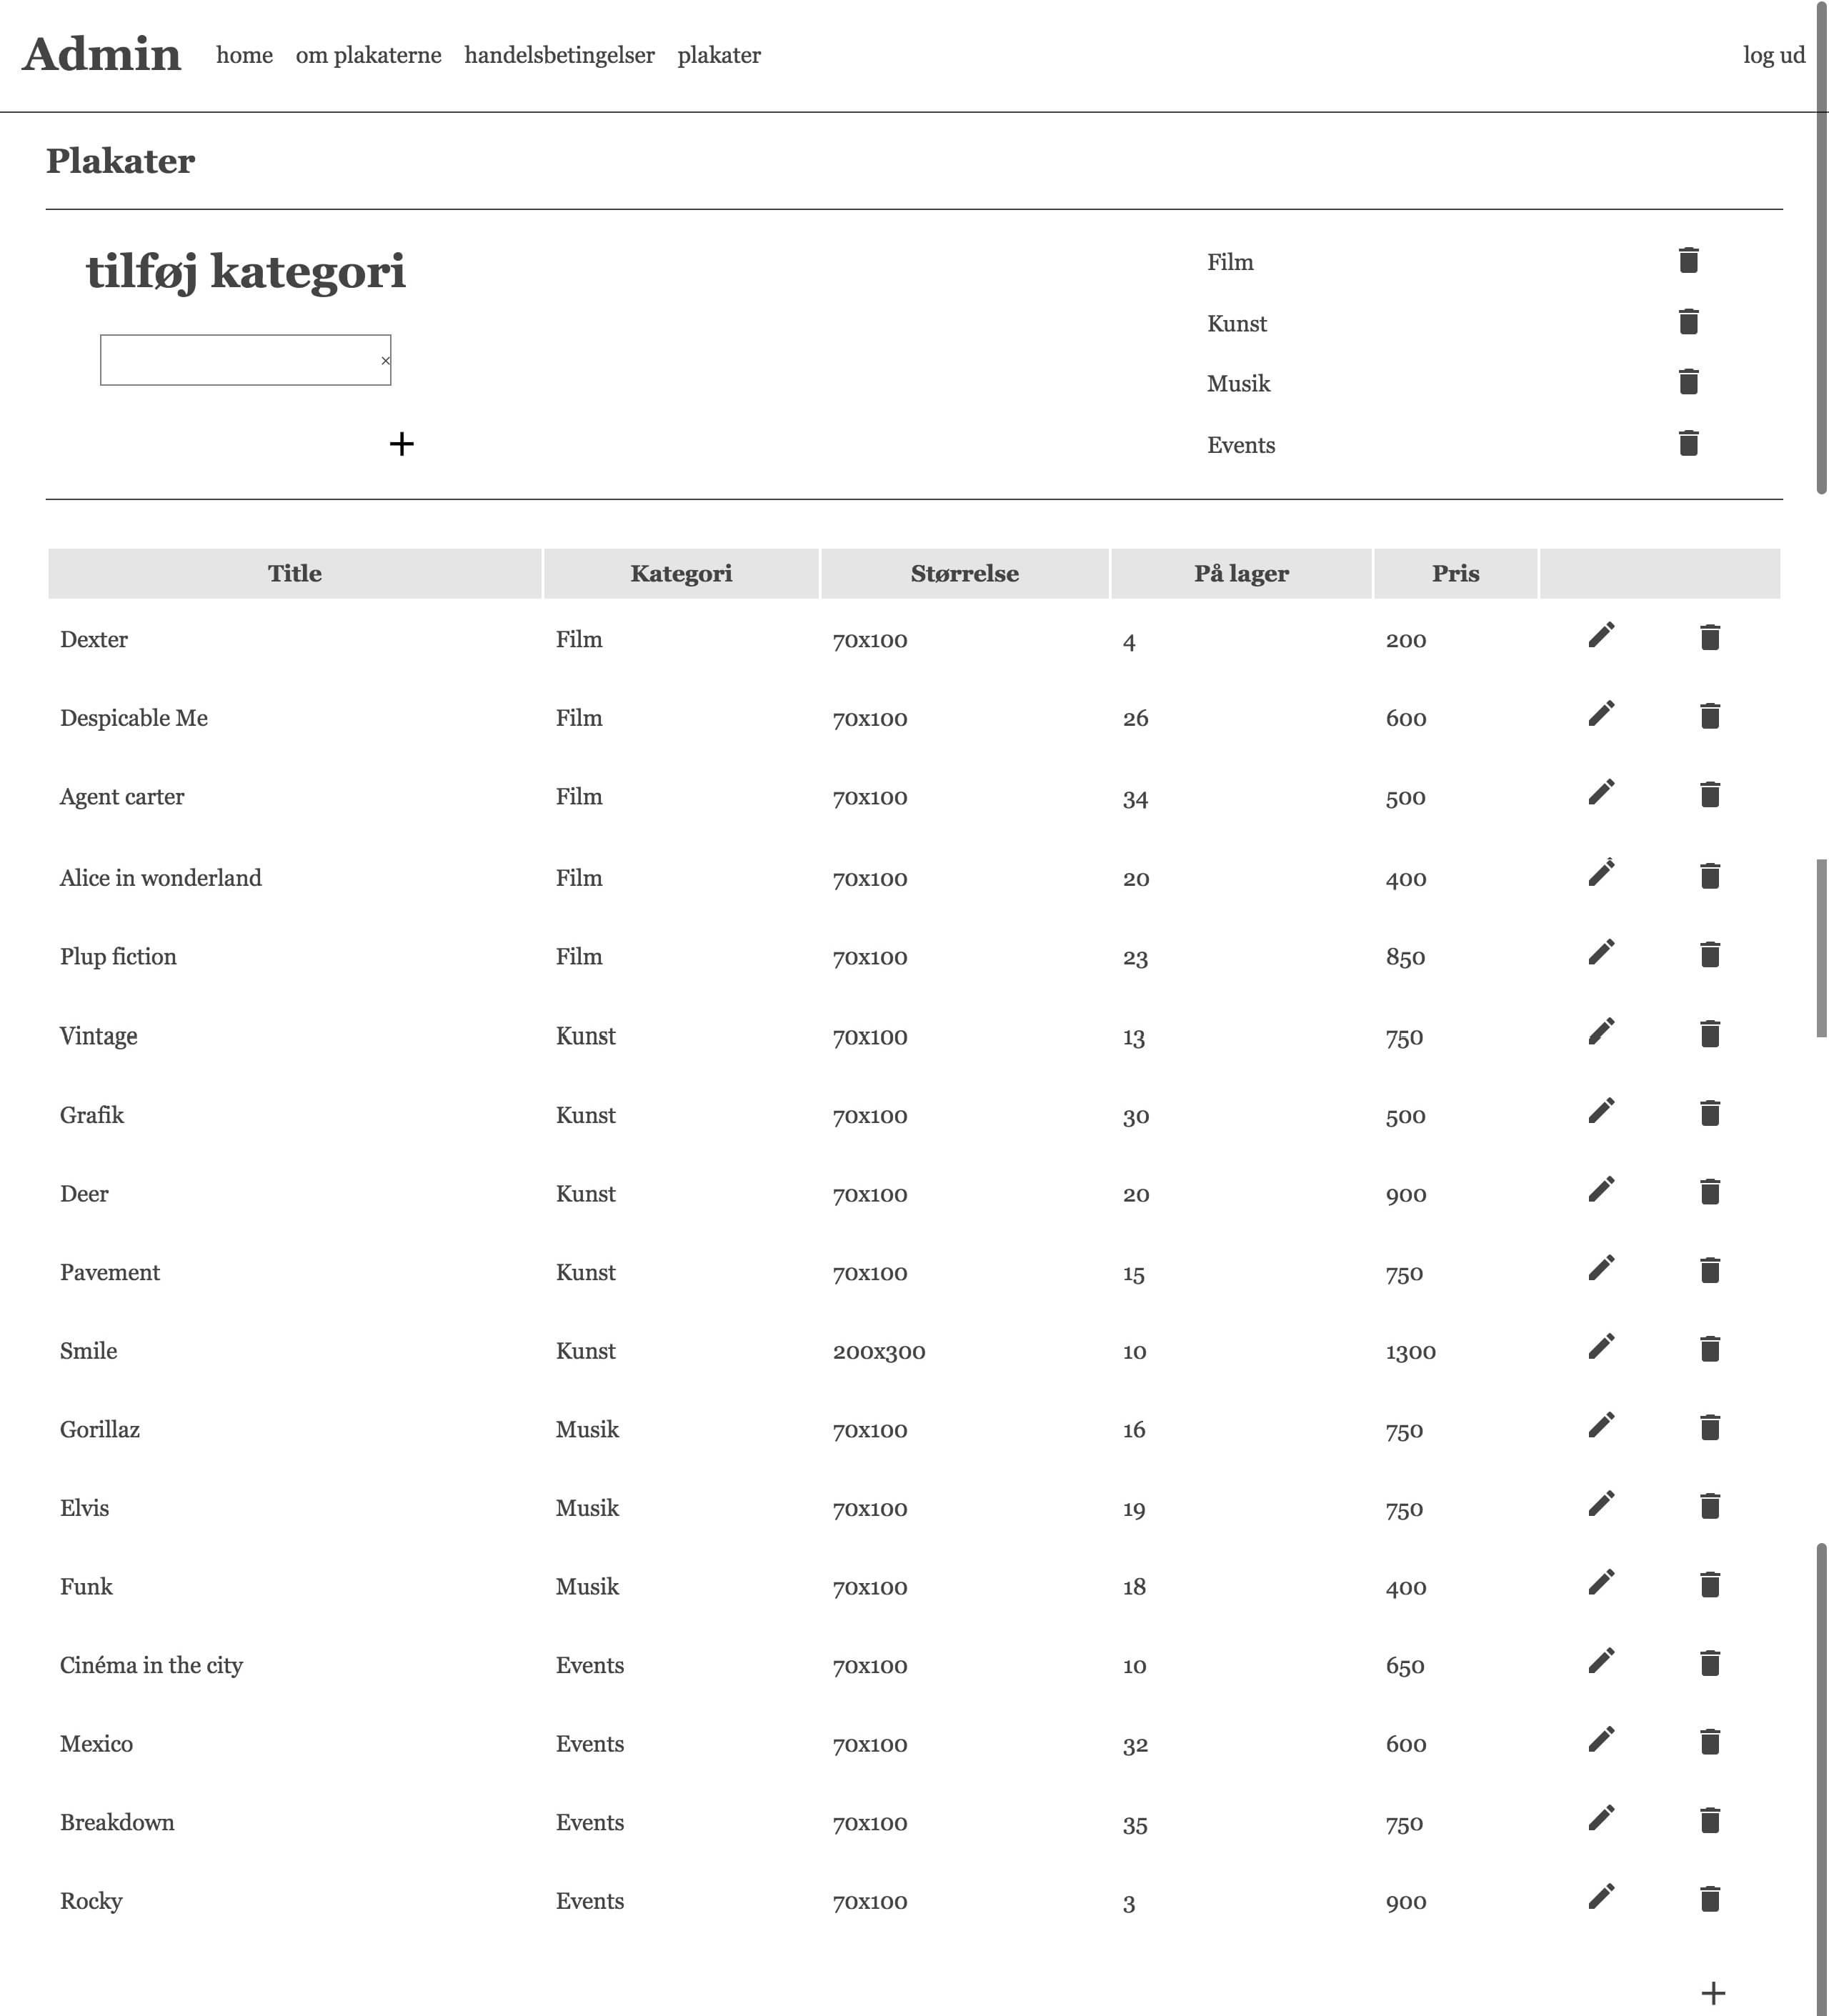 Admin home om plakaterne handelsbetingelser plakater log ud
Plakater
tilføj kategori
Film
Kunst
Musik
Events
Title Kategori Størrelse På lager Pris
Dexter Film 70x100 4 200
Despicable Me Film 70x100 26 600
Agent carter Film 70x100 34 500
Alice in wonderland Film 70x100 20 400
Plup fiction Film 70x100 23 850
Vintage Kunst 70x100 13 750
Grafik Kunst 70x100 30 500
Deer Kunst 70x100 20 900
Pavement Kunst 70x100 15 750
Smile Kunst 200x300 10 1300
Gorillaz Musik 70x100 16 750
Elvis Musik 70x100 19 750
Funk Musik 70x100 18 400
Cinéma in the city Events 70x100 10 650
Mexico Events 70x100 32 600
Breakdown Events 70x100 35 750
Rocky Events 70x100 3 900